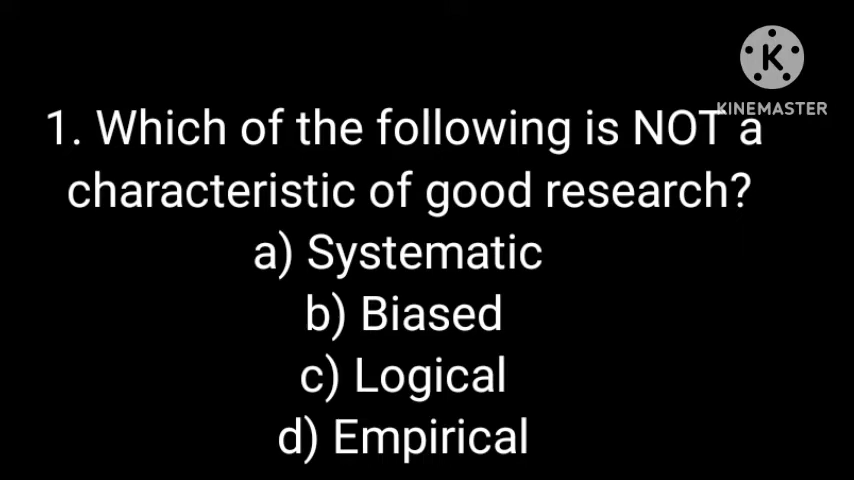 KINEMASTER
1. Which of the following is NOT a
characteristic of good research?
a) Systematic
b) Biased
c) Logical
d) Empirical